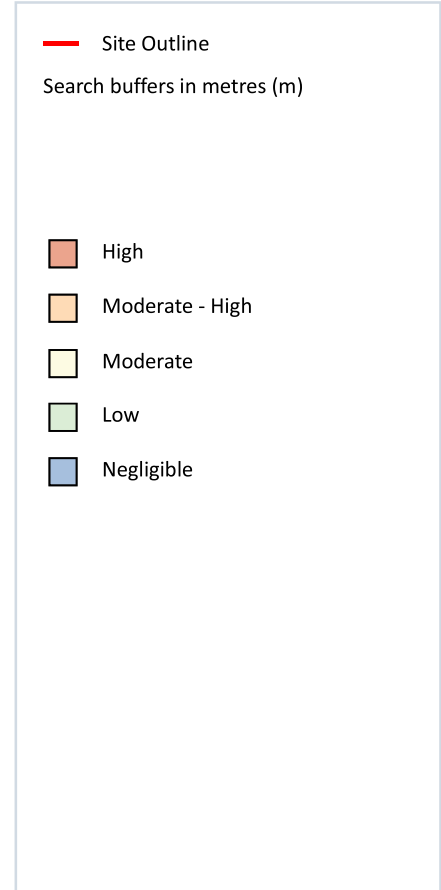 Site Outline
Search buffers in metres (m)
High
Moderate - High
Moderate
Low
Negligible